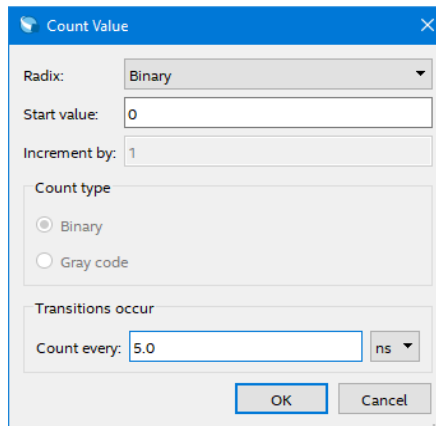 Count Value
Radix: Binary
Start value: 0
Increment by: 1
Count type
Binary
Gray code
Transitions occur
Count every: 5.0 ns
OK Cancel